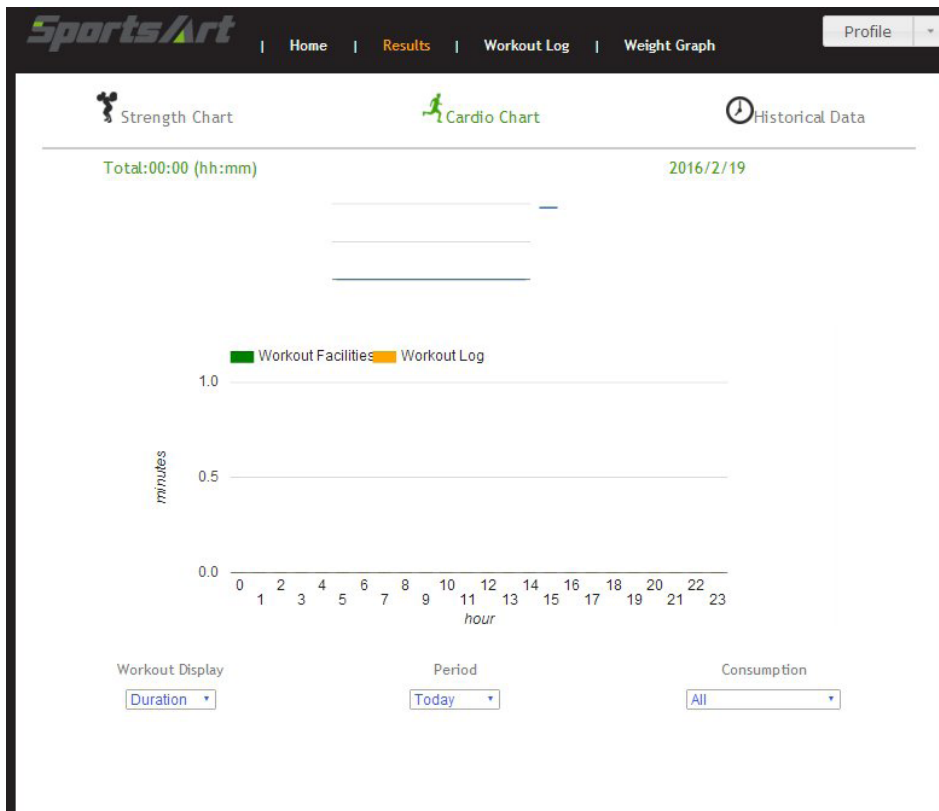 SportsArt
| Home | Results | Workout Log | Weight Graph
Profile
Strength Chart
Cardio Chart
Historical Data
Total:00:00 (hh:mm)
2016/2/19
Workout Facilities Workout Log
1.0
minutes
0.5
0.0
0 2 4 6 8 10 12 14 16 18 20 22
1 3 5 7 9 11 13 15 17 19 21 23
hour
Workout Display Period Consumption
Duration Today All